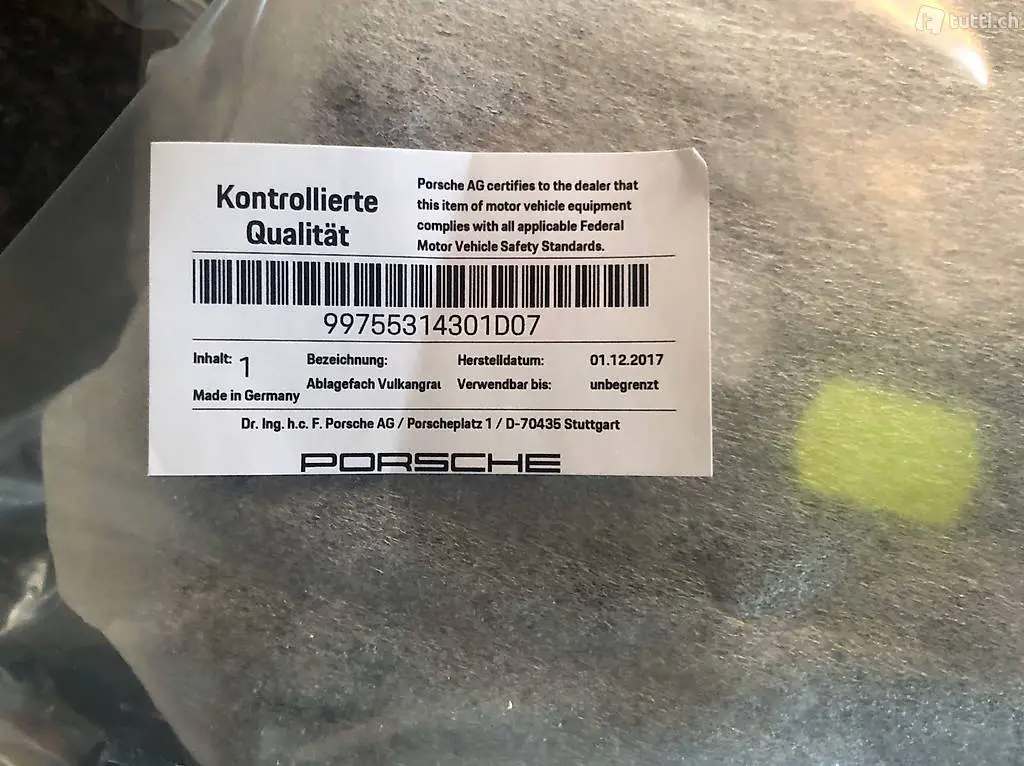 tutti.ch
Kontrollierte
Qualität
Porsche AG certifies to the dealer that
this item of motor vehicle equipment
complies with all applicable Federal
Motor Vehicle Safety Standards.
99755314301D07
Inhalt: 1
Bezeichnung:
Herstelldatum: 01.12.2017
Made in Germany
Ablagefach Vulkangrau
Verwendbar bis: unbegrenzt
Dr. Ing. h.c. F. Porsche AG / Porscheplatz 1 / D-70435 Stuttgart
PORSCHE